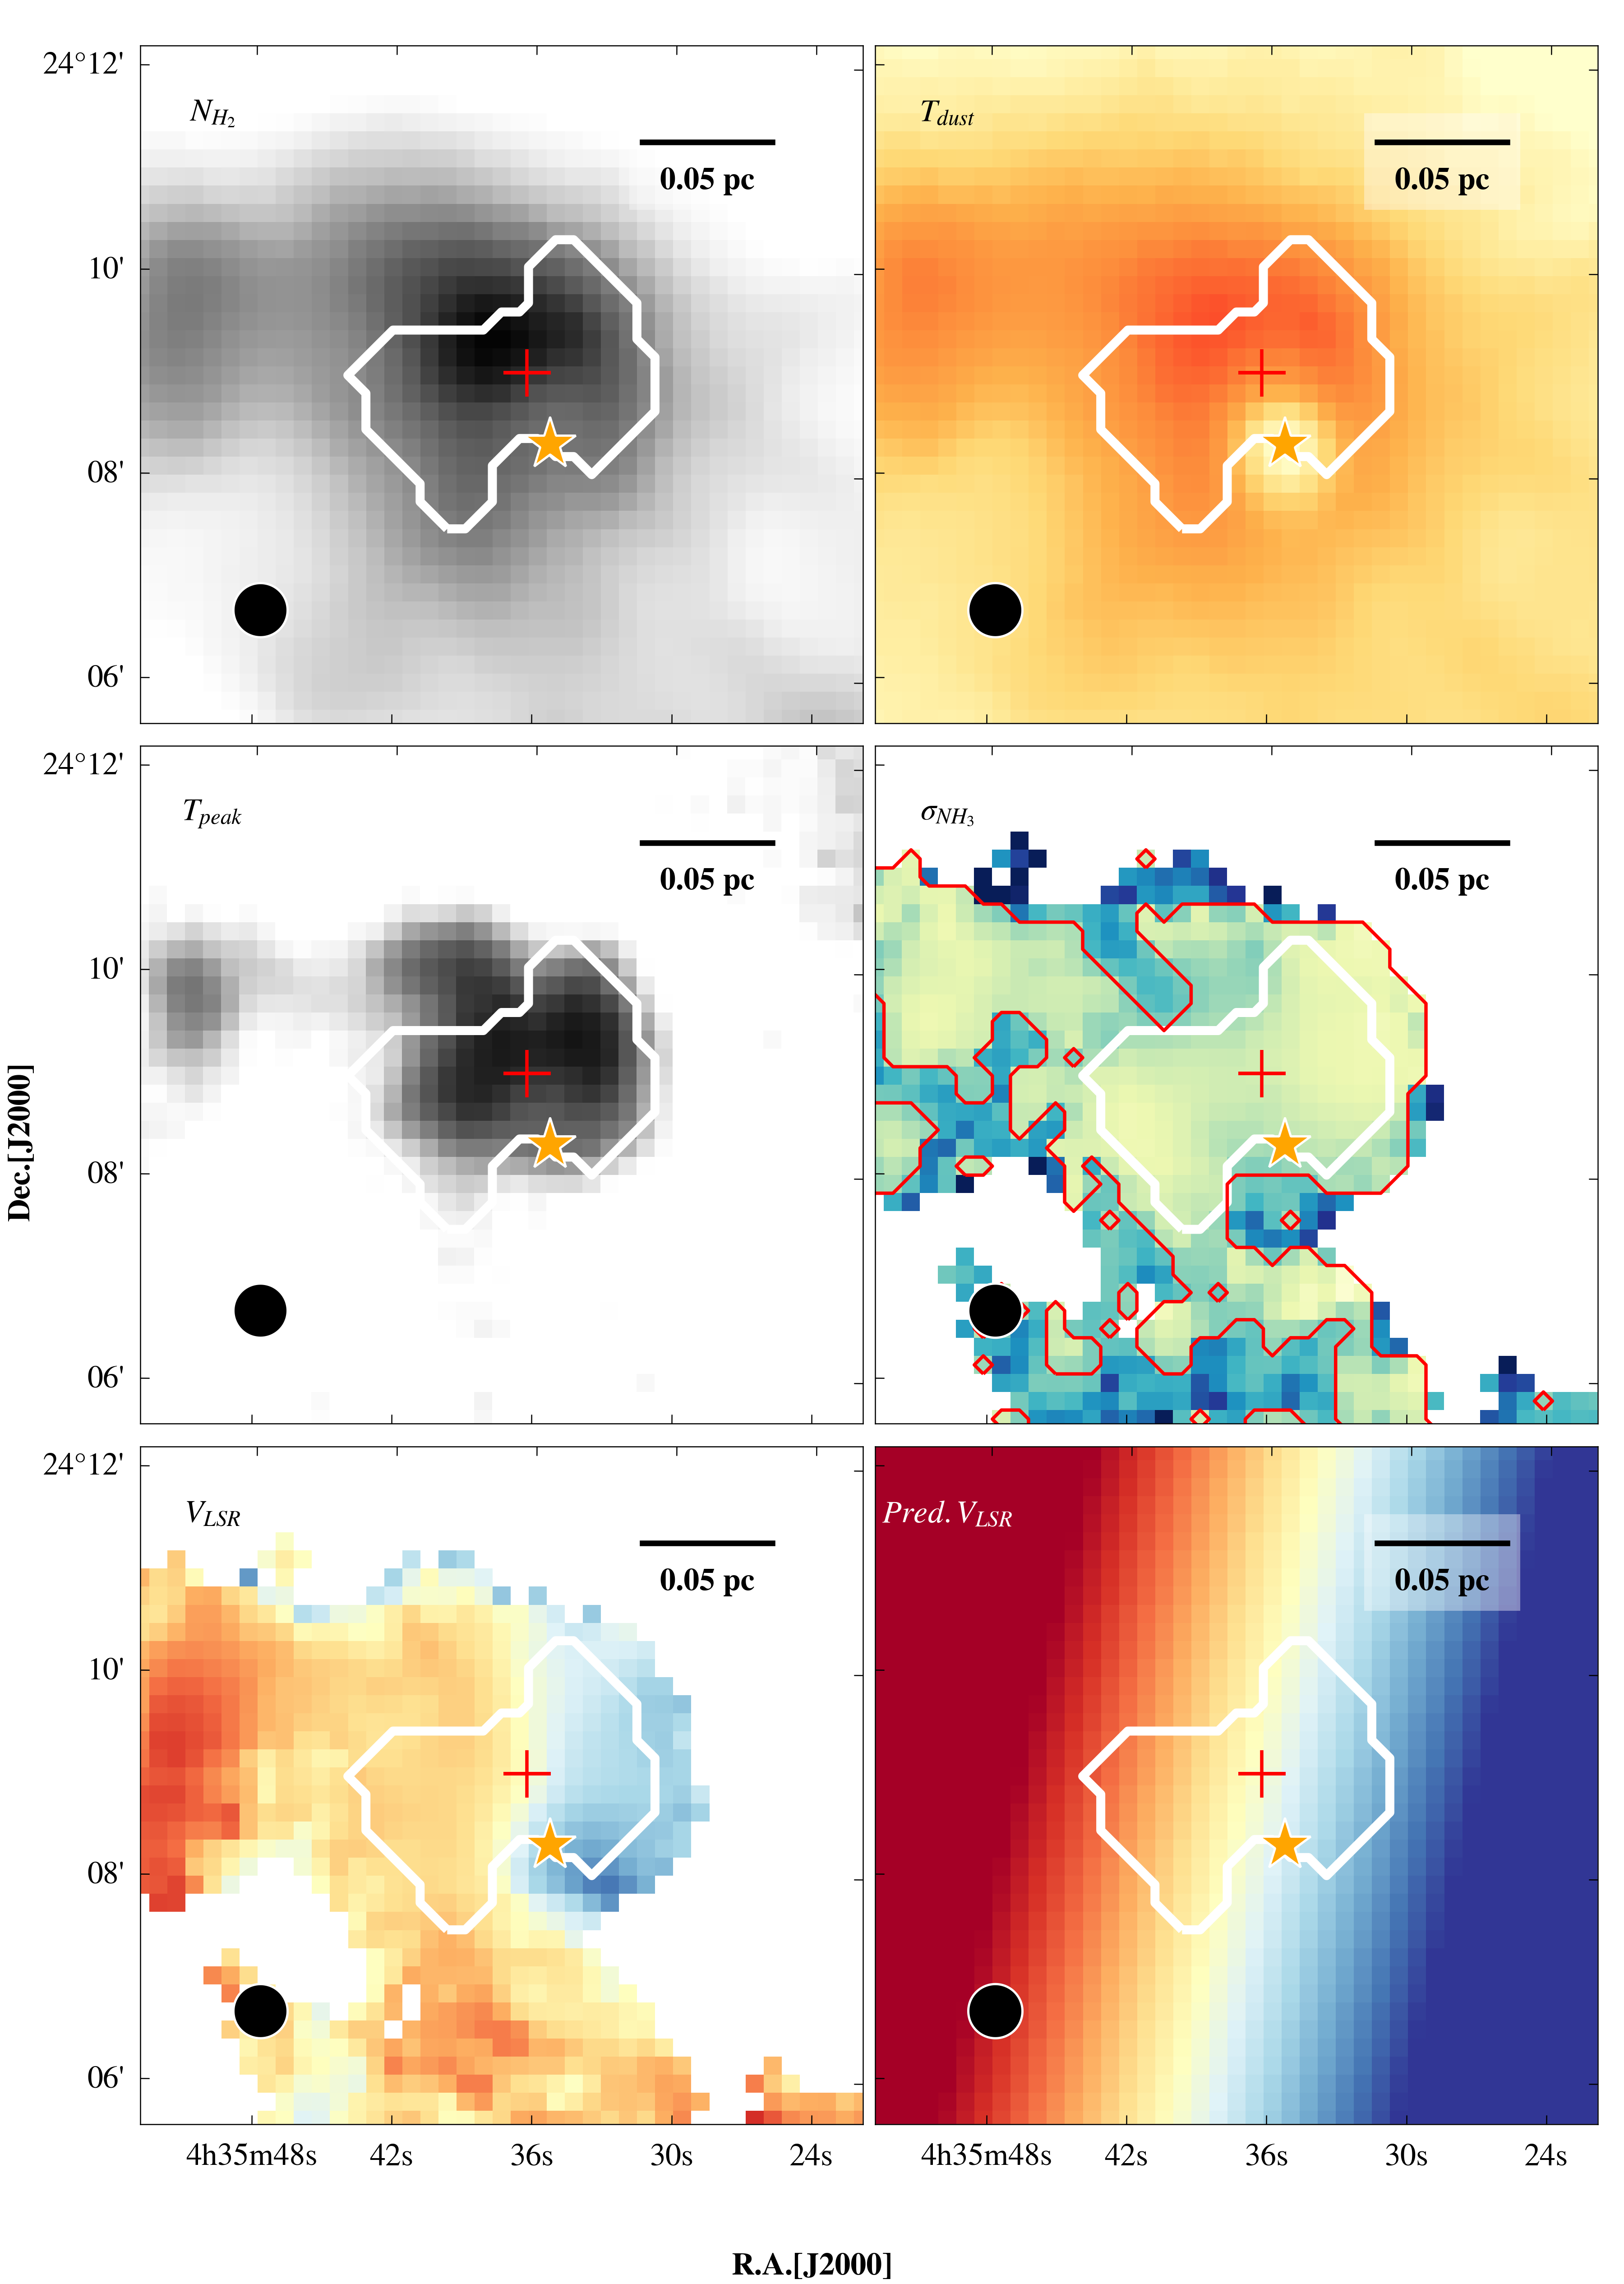 24°12'
N_{H_2}
0.05 pc
10'
08'
06'
T_{dust}
0.05 pc
24°12'
T_{peak}
0.05 pc
10'
08'
06'
σ_{NH_3}
0.05 pc
Dec.[J2000]
24°12'
V_{LSR}
0.05 pc
10'
08'
06'
4h35m48s 42s 36s 30s 24s
Pred. V_{LSR}
0.05 pc
4h35m48s 42s 36s 30s 24s
R.A.[J2000]